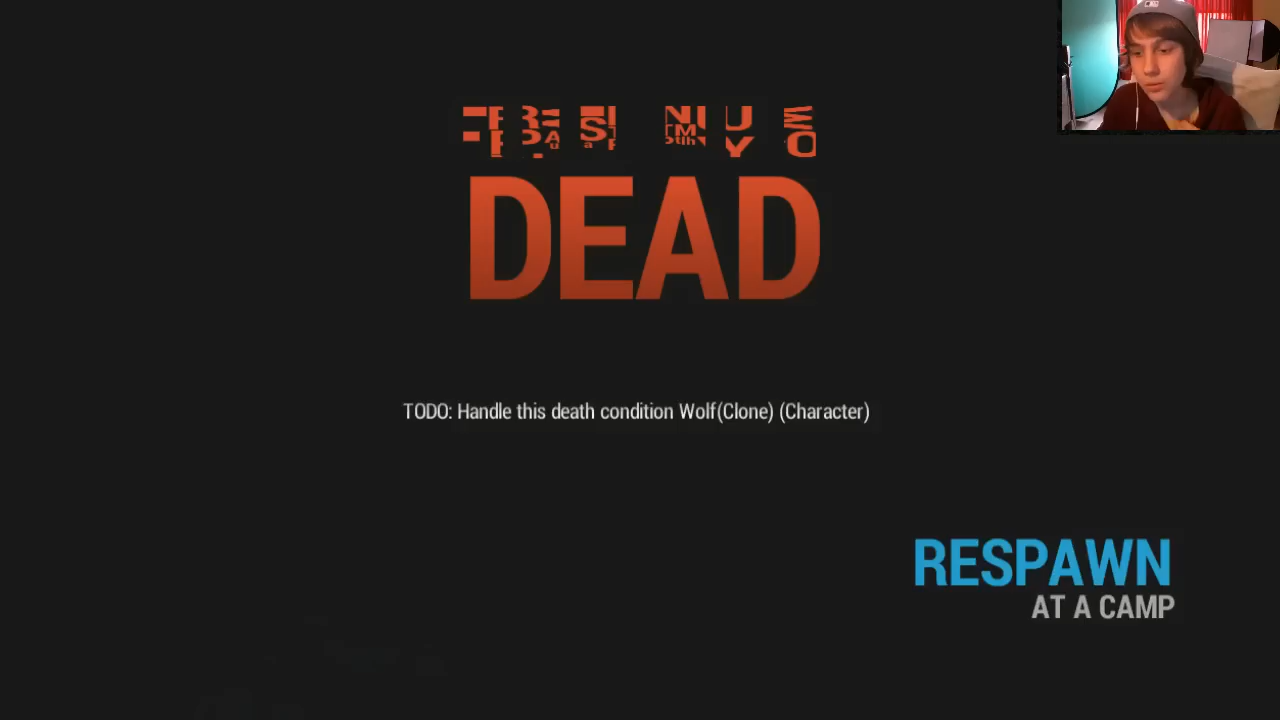 DEAD
TODO: Handle this death condition Wolf(Clone) (Character)
RESPAWN
AT A CAMP